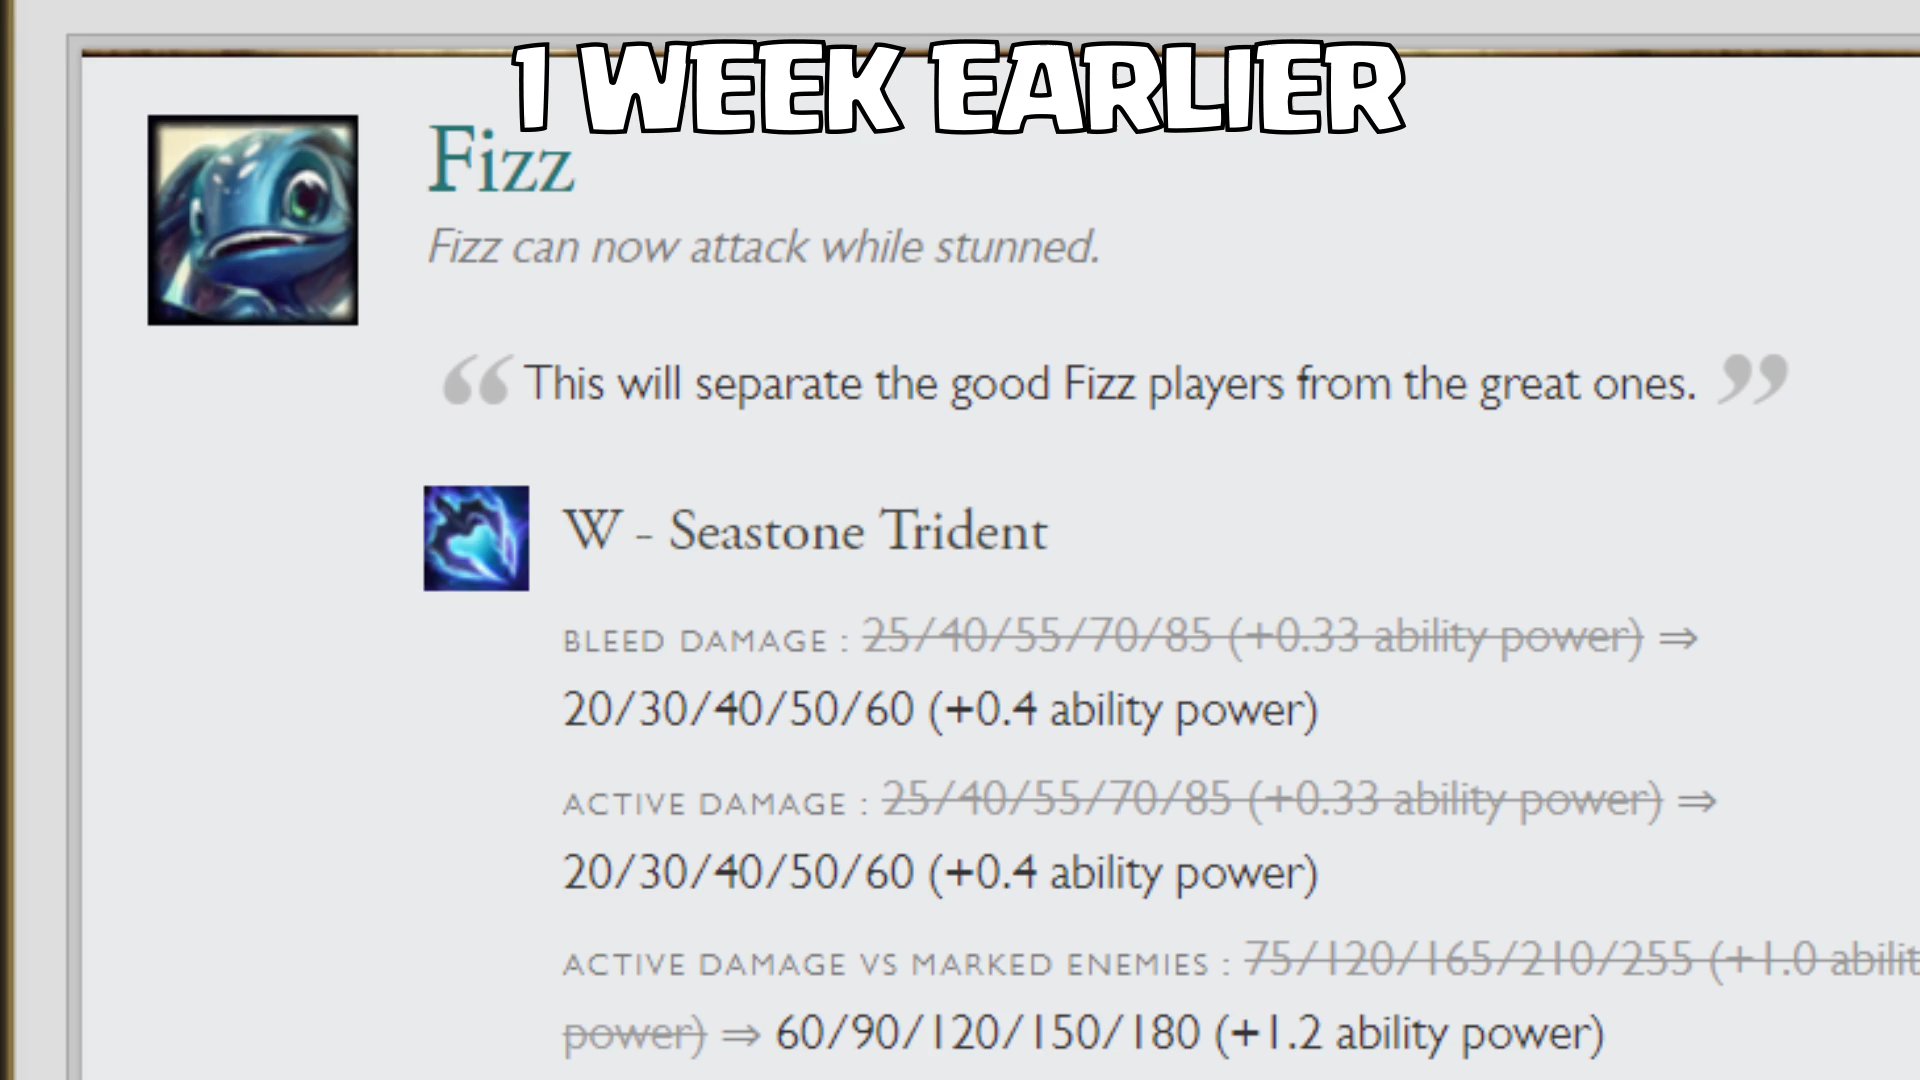 1 WEEK EARLIER
Fizz
Fizz can now attack while stunned.
“ This will separate the good Fizz players from the great ones. ”
W - Seastone Trident
BLEED DAMAGE : 25/40/55/70/85 (+0.33 ability power) ⇒
20/30/40/50/60 (+0.4 ability power)
ACTIVE DAMAGE : 25/40/55/70/85 (+0.33 ability power) ⇒
20/30/40/50/60 (+0.4 ability power)
ACTIVE DAMAGE VS MARKED ENEMIES : 75/120/165/210/255 (+1.0 abilit
power) ⇒ 60/90/120/150/180 (+1.2 ability power)